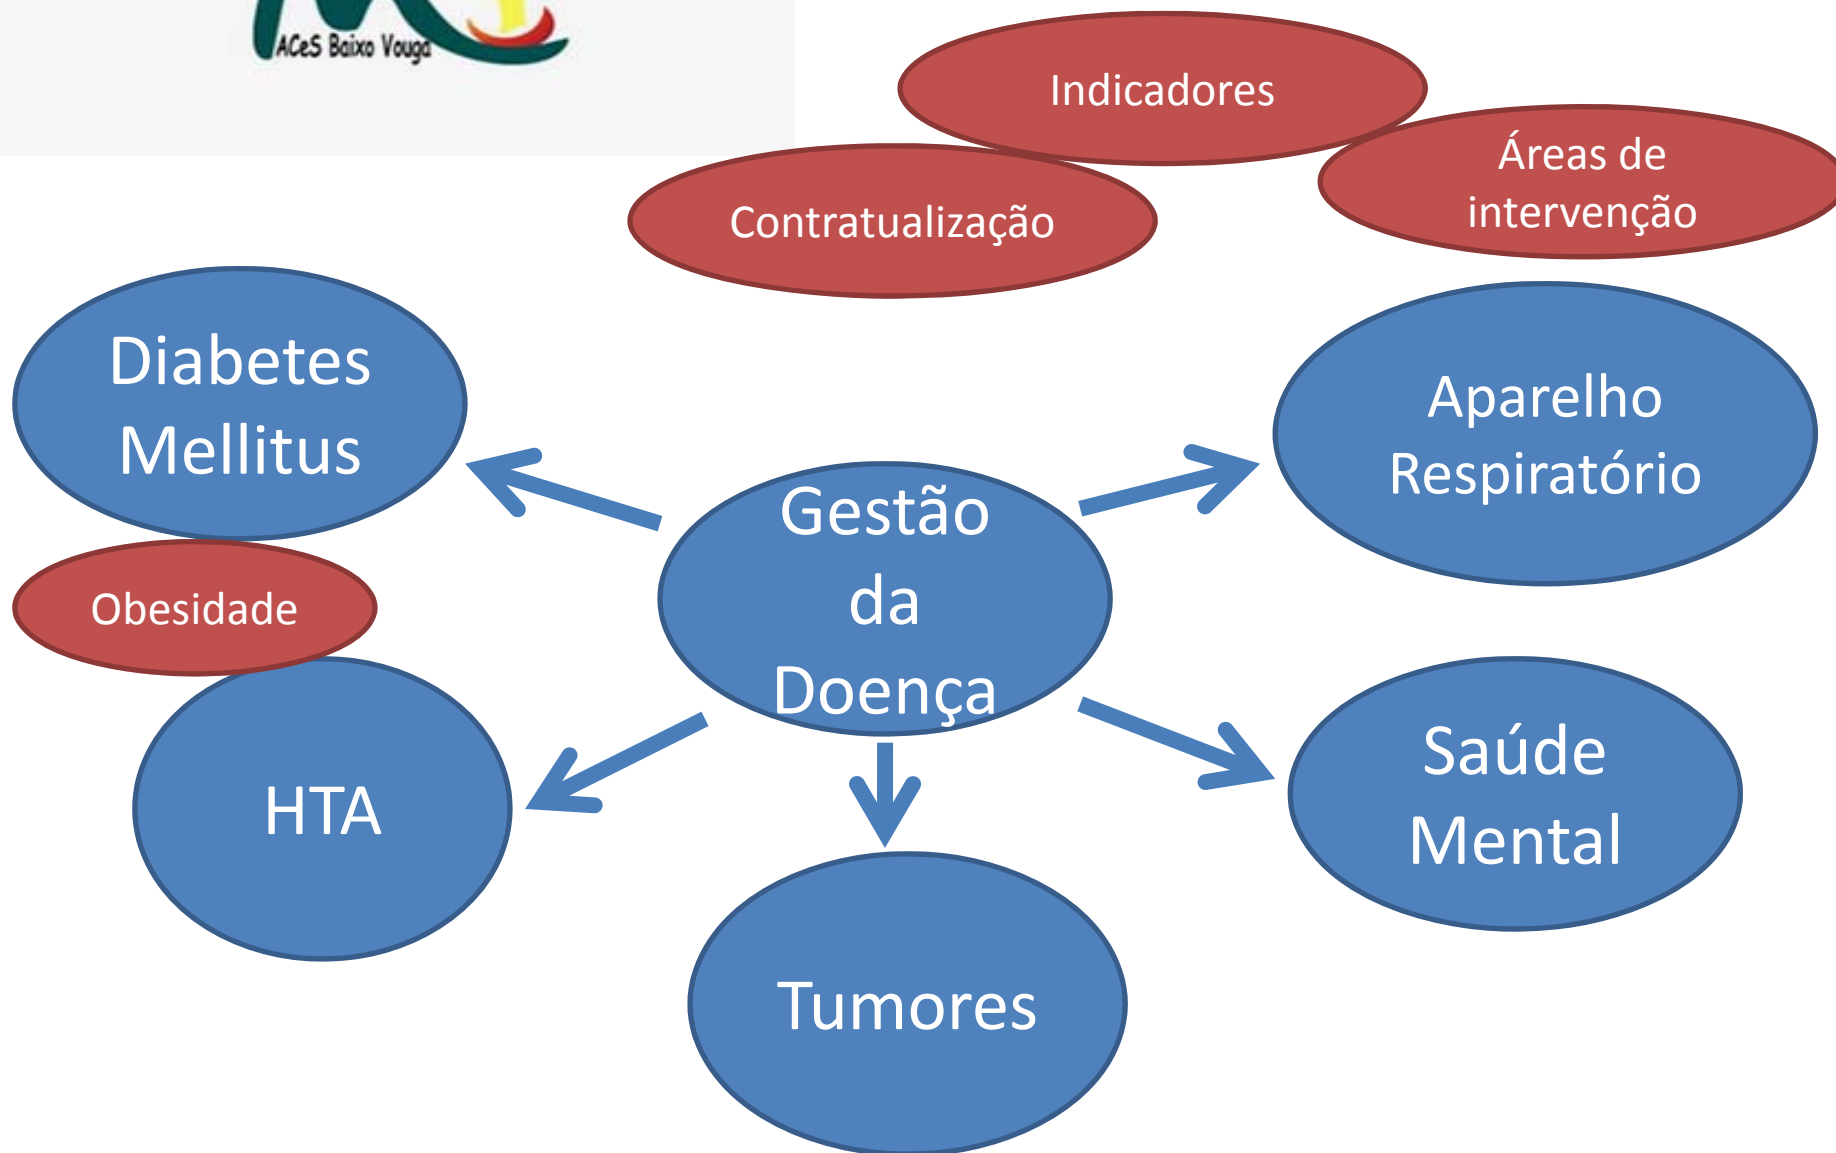 ACeS Baixo Vouga
Indicadores
Áreas de
intervenção
Contratualização
Diabetes
Mellitus
Aparelho
Respiratório
Gestão
da
Doença
Obesidade
HTA
Saúde
Mental
Tumores